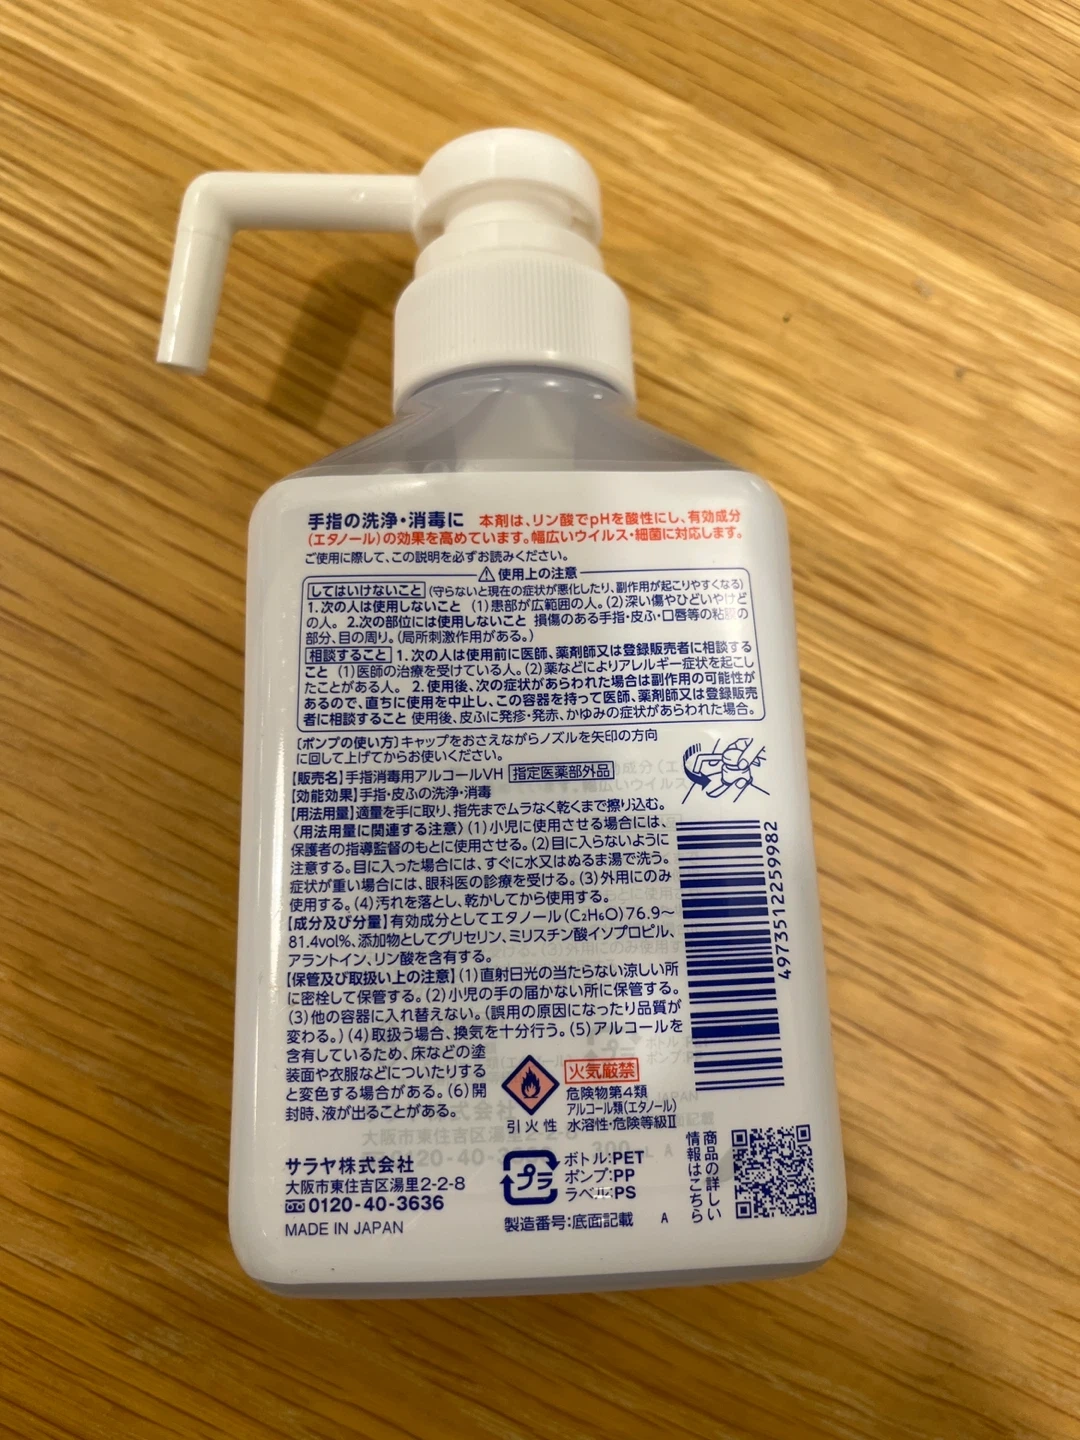 手指の洗浄・消毒に 本剤は、リン酸でpHを酸性にし、有効成分
(エタノール)の効果を高めています。幅広いウイルス・細菌に対応します。
ご使用に際して、この説明を必ずお読みください。
使用上の注意
してはいけないこと (守らないと現在の症状が悪化したり、副作用が起こりやすくなる)
1.次の人は使用しないこと (1)患部が広範囲の人。(2)深い傷やひどいやけど
の人。 2.次の部位には使用しないこと 損傷のある手指・皮ふ・口唇等の粘膜の
部分、目の周り。(局所刺激作用がある。)
相談すること 1.次の人は使用前に医師、薬剤師又は登録販売者に相談する
こと (1)医師の治療を受けている人。(2)薬などによりアレルギー症状を起こし
たことがある人。 2.使用後、次の症状があらわれた場合は副作用の可能性が
あるので、直ちに使用を中止し、この容器を持って医師、薬剤師又は登録販売
者に相談すること 使用後、皮ふに発疹・発赤、かゆみの症状があらわれた場合。
[ポンプの使い方]キャップをおさえながらノズルを矢印の方向
に回して上げてからお使いください。
【販売名】手指消毒用アルコールVH 指定医薬部外品
【効能効果】手指・皮ふの洗浄・消毒
【用法用量】適量を手に取り、指先までムラなく乾くまで擦り込む。
〈用法用量に関連する注意〉(1)小児に使用させる場合には、
保護者の指導監督のもとに使用させる。(2)目に入らないように
注意する。目に入った場合には、すぐに水又はぬるま湯で洗う。
症状が重い場合には、眼科医の診療を受ける。(3)外用にのみ
使用する。(4)汚れを落とし、乾かしてから使用する。
【成分及び分量】有効成分としてエタノール(C₂H₆O)76.9〜
81.4vol%、添加物としてグリセリン、ミリスチン酸イソプロピル、
アラントイン、リン酸を含有する。
【保管及び取扱い上の注意】(1)直射日光の当たらない涼しい所
に密栓して保管する。(2)小児の手の届かない所に保管する。
(3)他の容器に入れ替えない。(誤用の原因になったり品質が
変わる。)(4)取扱う場合、換気を十分行う。(5)アルコールを
含有しているため、床などの塗
装面や衣服などについたりする
と変色する場合がある。(6)開
封時、液が出ることがある。
引火性
火気厳禁
危険物第4類
アルコール類(エタノール)
水溶性・危険等級Ⅱ
4973512259982
サラヤ株式会社
大阪市東住吉区湯里2-2-8
0120-40-3636
MADE IN JAPAN
プラ
ボトル:PET
ポンプ:PP
ラベル:PS
製造番号:底面記載 A
商品の詳しい
情報はこちら